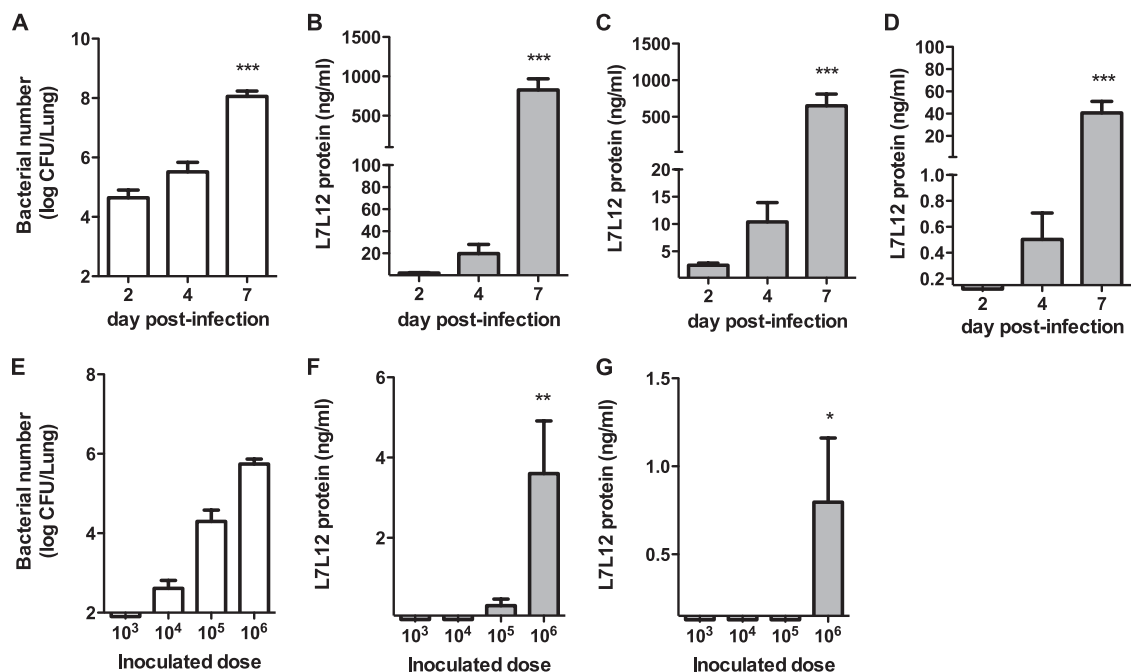 A
Bacterial number
(log CFU/Lung)
10
8
6
4
2
***
2 4 7
day post-infection
B
L7L12 protein (ng/ml)
1500
1000
500
100
80
60
40
20
***
2 4 7
day post-infection
C
L7L12 protein (ng/ml)
1500
1000
500
20
15
10
5
***
2 4 7
day post-infection
D
L7L12 protein (ng/ml)
100
80
60
40
20
0
1.0
0.8
0.6
0.4
0.2
***
2 4 7
day post-infection
E
Bacterial number
(log CFU/Lung)
8
6
4
2
10³ 10⁴ 10⁵ 10⁶
Inoculated dose
F
L7L12 protein (ng/ml)
6
4
2
**
10³ 10⁴ 10⁵ 10⁶
Inoculated dose
G
L7L12 protein (ng/ml)
1.5
1.0
0.5
*
10³ 10⁴ 10⁵ 10⁶
Inoculated dose